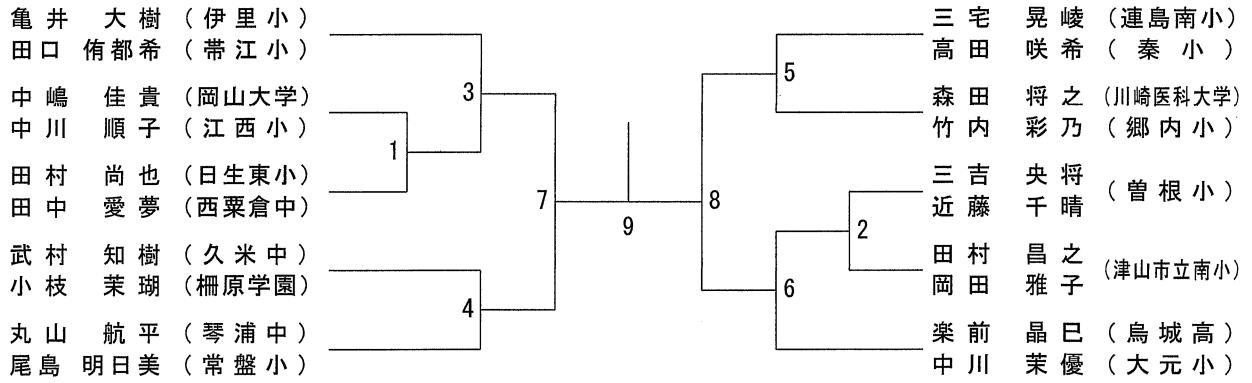 亀井 大樹 (伊里小)
田口 侑都希 (帯江小)
中嶋 佳貴 (岡山大学)
中川 順子 (江西小)
田村 尚也 (日生東小)
田中 愛夢 (西粟倉中)
武村 知樹 (久米中)
小枝 茉瑚 (柵原学園)
丸山 航平 (琴浦中)
尾島 明日美 (常盤小)
3
1
7
4
9
8
5
2
6
三宅 晃崚 (連島南小)
高田 咲希 (秦小)
森田 将之 (川崎医科大学)
竹内 彩乃 (郷内小)
三吉 央将
近藤 千晴
(曽根小)
田村 昌之
岡田 雅子
(津山市立南小)
楽前 晶巳 (烏城高)
中川 茉優 (大元小)